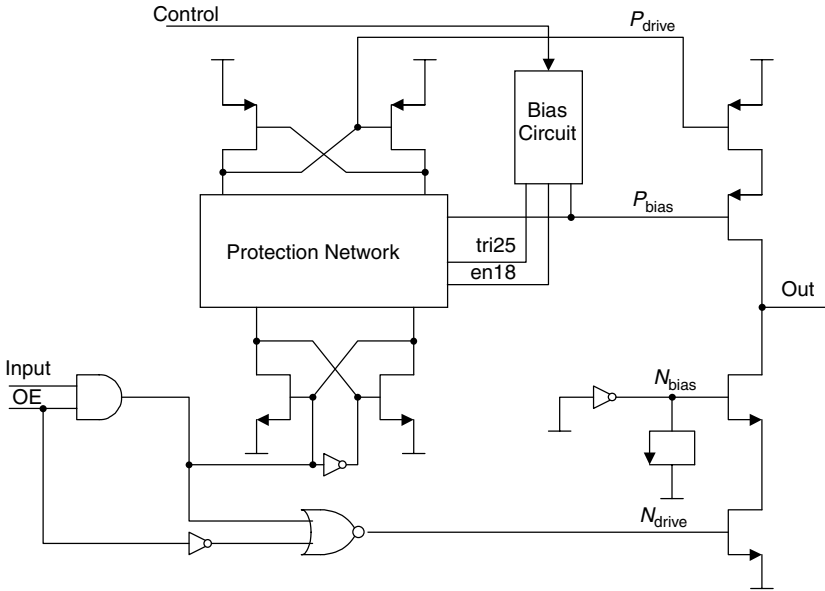 Control
P_drive
Bias
Circuit
P_bias
Protection Network
tri25
en18
Out
Input
OE
N_bias
N_drive